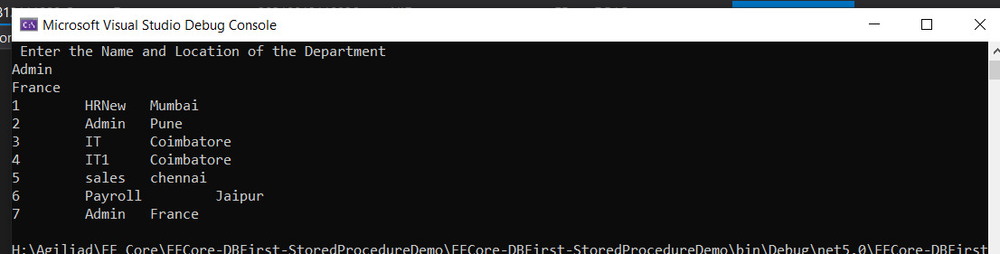 Microsoft Visual Studio Debug Console
Enter the Name and Location of the Department
Admin
France
1 HRNew Mumbai
2 Admin Pune
3 IT Coimbatore
4 IT1 Coimbatore
5 sales chennai
6 Payroll Jaipur
7 Admin France
H:\Agiliad\EF Core\EFCore-DBFirst-StoredProcedureDemo\EFCore-DBFirst-StoredProcedureDemo\bin\Debug\net5.0\EFCore-DBFirst